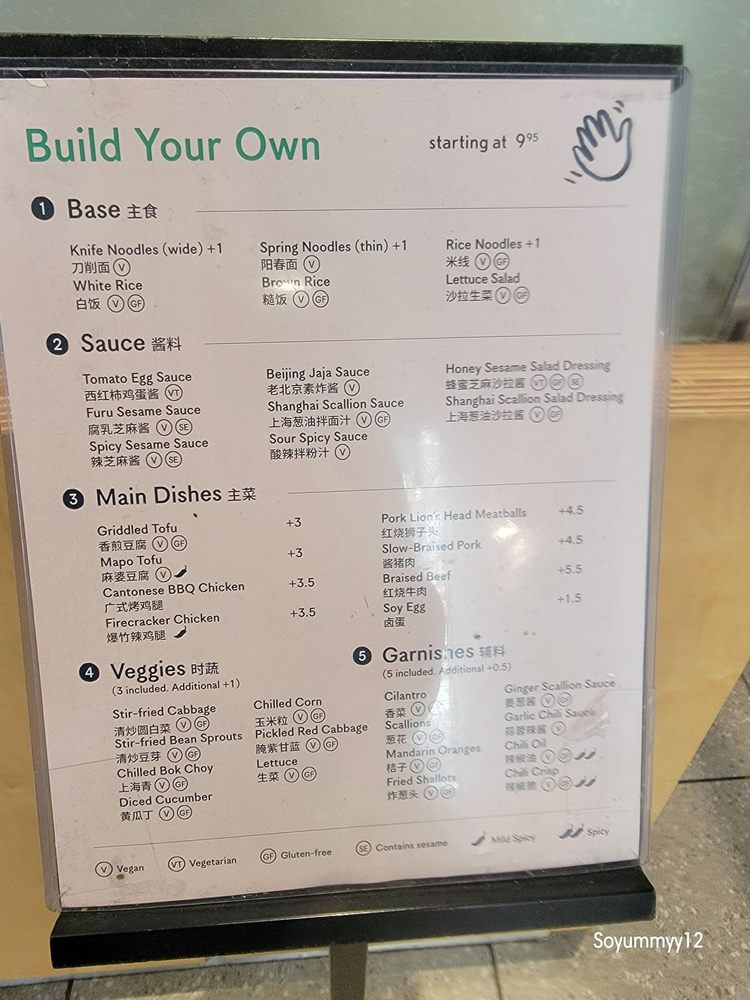 Build Your Own
starting at 9⁹⁵
1 Base 主食
Knife Noodles (wide) +1
刀削面 V
White Rice
白饭 V GF
Spring Noodles (thin) +1
阳春面 V
Brown Rice
糙饭 V GF
Rice Noodles +1
米线 V GF
Lettuce Salad
沙拉生菜 V GF
2 Sauce 酱料
Tomato Egg Sauce
西红柿鸡蛋酱 VT
Furu Sesame Sauce
腐乳芝麻酱 V SE
Spicy Sesame Sauce
辣芝麻酱 V SE
Beijing Jaja Sauce
老北京素炸酱 V
Shanghai Scallion Sauce
上海葱油拌面汁 V GF
Sour Spicy Sauce
酸辣拌粉汁 V
Honey Sesame Salad Dressing
蜂蜜芝麻沙拉酱 VT GF SE
Shanghai Scallion Salad Dressing
上海葱油沙拉酱 V GF
3 Main Dishes 主菜
Griddled Tofu +3
香煎豆腐 V GF
Mapo Tofu +3
麻婆豆腐 V
Cantonese BBQ Chicken +3.5
广式烤鸡腿
Firecracker Chicken +3.5
爆竹辣鸡腿
Pork Lion's Head Meatballs +4.5
红烧狮子头
Slow-Braised Pork +4.5
酱猪肉
Braised Beef +5.5
红烧牛肉
Soy Egg +1.5
卤蛋
4 Veggies 时蔬
(3 included. Additional +1)
Stir-fried Cabbage
清炒圆白菜 V GF
Stir-fried Bean Sprouts
清炒豆芽 V GF
Chilled Bok Choy
上海青 V GF
Diced Cucumber
黄瓜丁 V GF
Chilled Corn
玉米粒 V GF
Pickled Red Cabbage
腌紫甘蓝 V GF
Lettuce
生菜 V GF
5 Garnishes 辅料
(5 included. Additional +0.5)
Cilantro
香菜 V GF
Scallions
葱花 V GF
Mandarin Oranges
桔子 V GF
Fried Shallots
炸葱头 V GF
Ginger Scallion Sauce
姜葱酱 V GF
Garlic Chili Sauce
蒜蓉辣酱 V
Chili Oil
辣椒油 V GF
Chili Crisp
辣椒脆 V GF
V Vegan
VT Vegetarian
GF Gluten-free
SE Contains sesame
Mild Spicy
Spicy
Soyummyy12